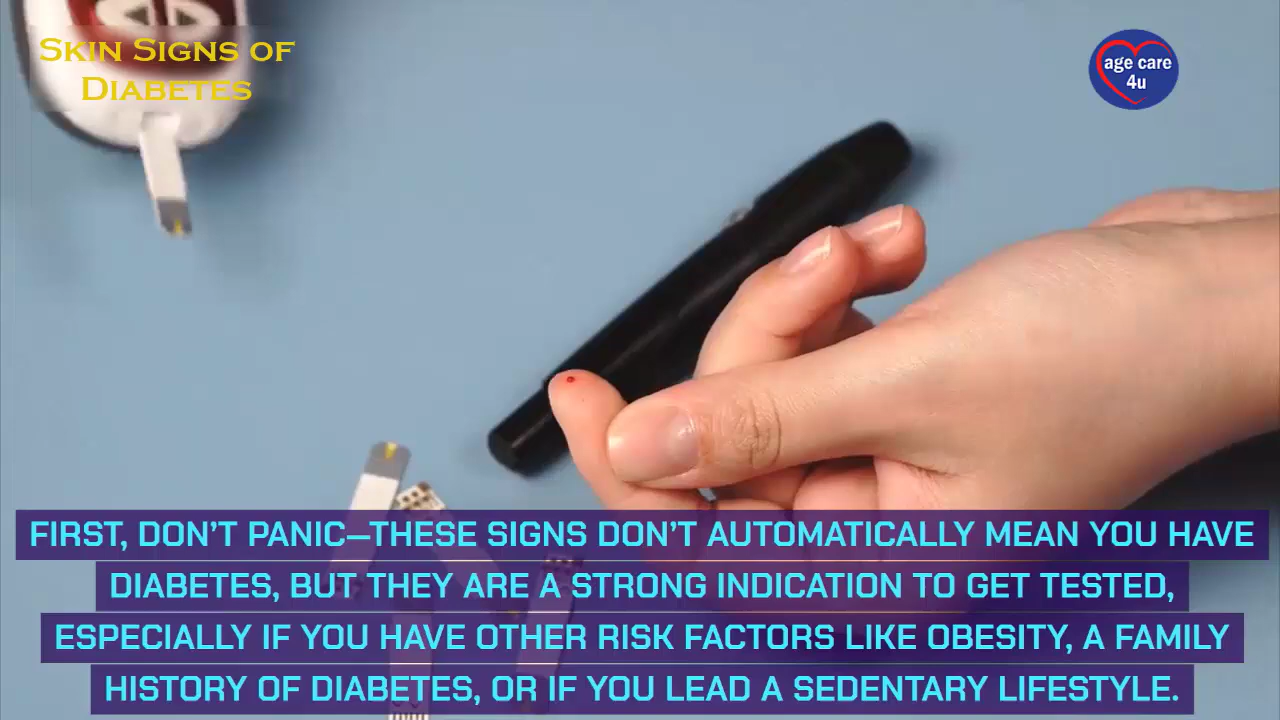 SKIN SIGNS OF
DIABETES
age care
4u
FIRST, DON'T PANIC—THESE SIGNS DON'T AUTOMATICALLY MEAN YOU HAVE
DIABETES, BUT THEY ARE A STRONG INDICATION TO GET TESTED,
ESPECIALLY IF YOU HAVE OTHER RISK FACTORS LIKE OBESITY, A FAMILY
HISTORY OF DIABETES, OR IF YOU LEAD A SEDENTARY LIFESTYLE.